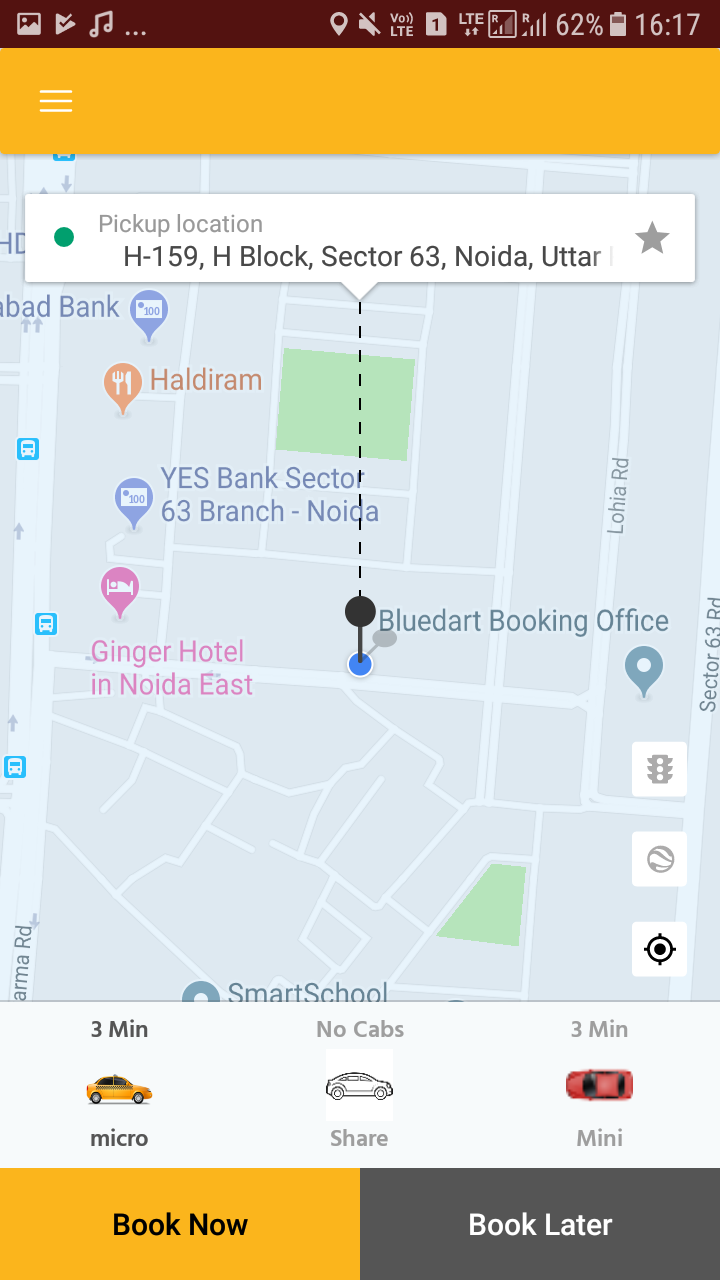 ... Vo)) LTE 1 LTE R R 62% 16:17
Pickup location
H-159, H Block, Sector 63, Noida, Uttar
abad Bank
100
Haldiram
YES Bank Sector
63 Branch - Noida
100
Lohia Rd
Bluedart Booking Office
Ginger Hotel
in Noida East
Sector 63 Rd
arma Rd
SmartSchool
3 Min
No Cabs
3 Min
micro
Share
Mini
Book Now
Book Later